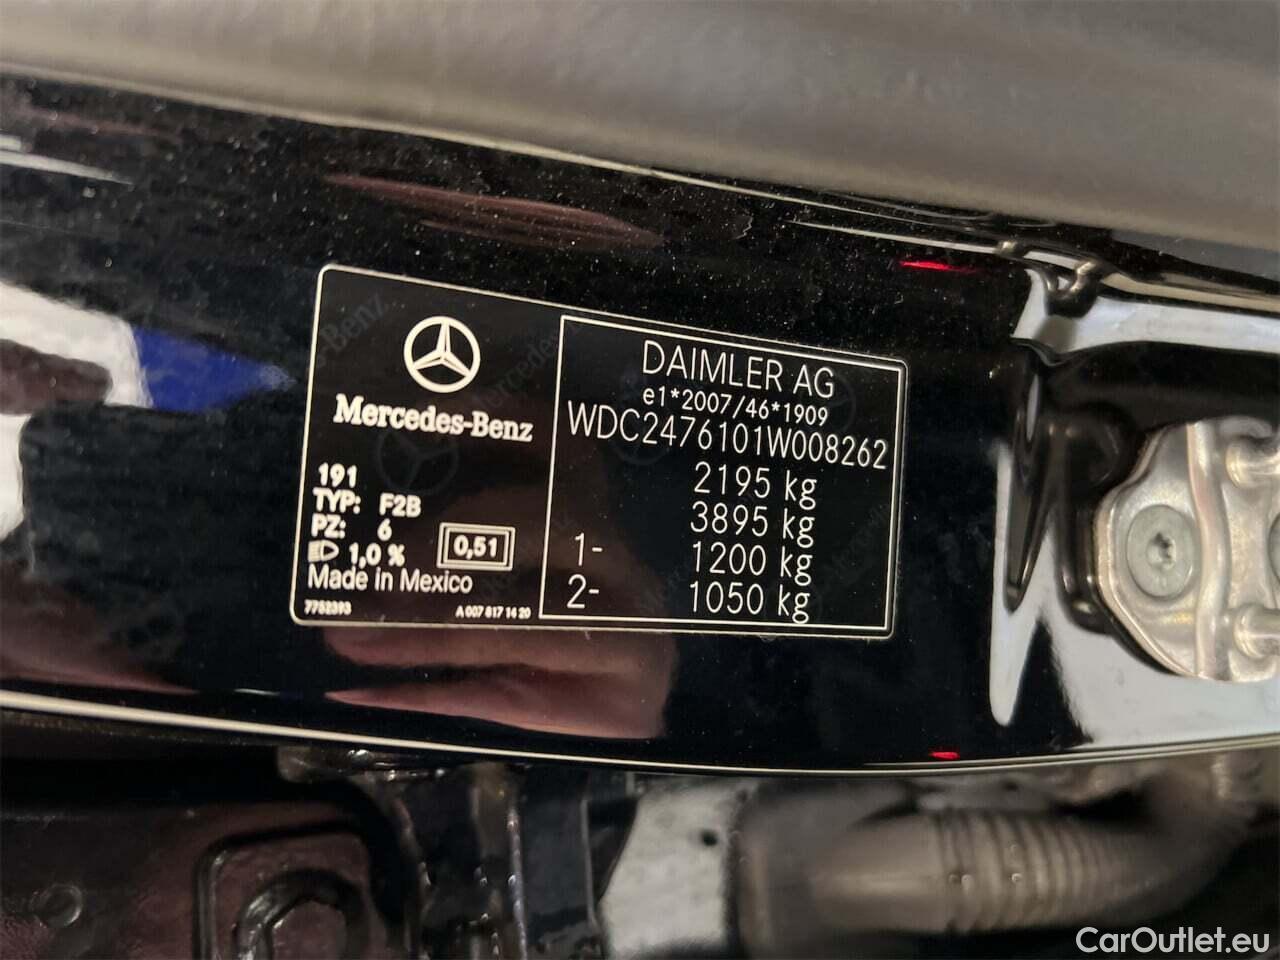 Mercedes-Benz
191
TYP: F2B
PZ: 6
1,0 %
0,51
Made in Mexico
7752393
A 007 817 14 20
DAIMLER AG
e1*2007/46*1909
WDC2476101W008262
2195 kg
3895 kg
1- 1200 kg
2- 1050 kg
CarOutlet.eu